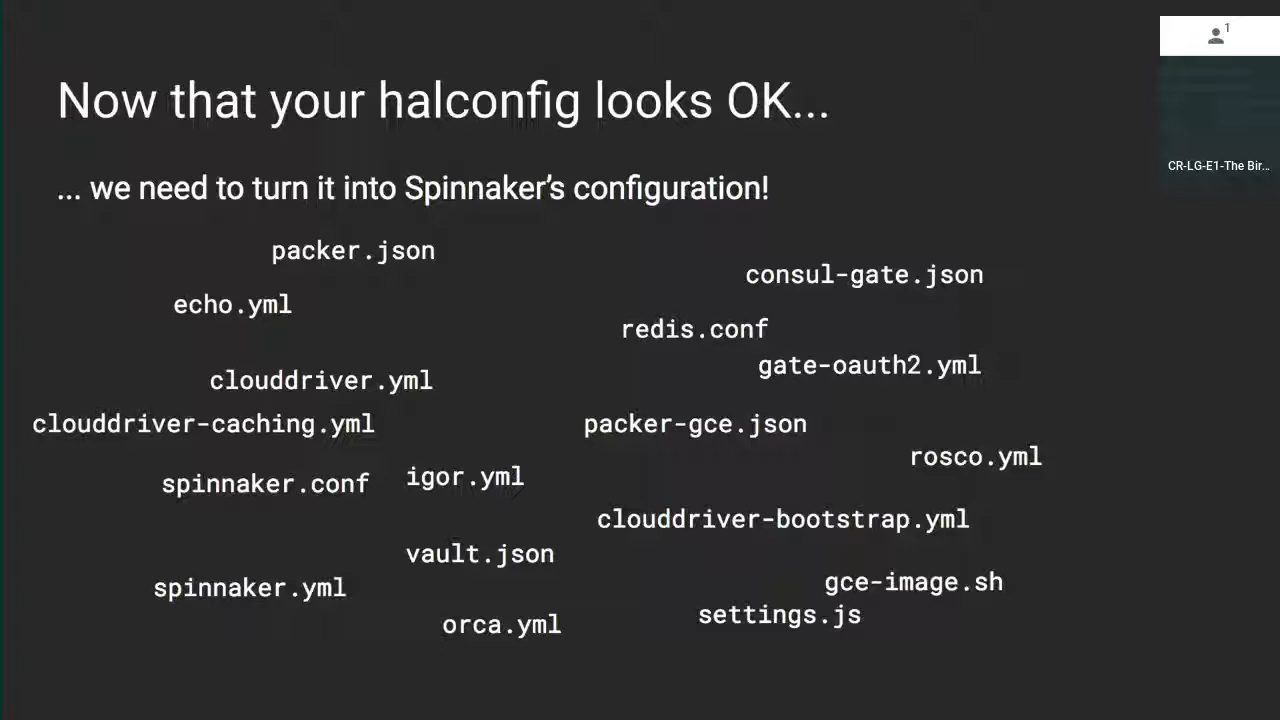 Now that your halconfig looks OK...
... we need to turn it into Spinnaker's configuration!
packer.json
consul-gate.json
echo.yml
redis.conf
gate-oauth2.yml
clouddriver.yml
clouddriver-caching.yml
packer-gce.json
rosco.yml
spinnaker.conf
igor.yml
clouddriver-bootstrap.yml
vault.json
spinnaker.yml
gce-image.sh
settings.js
orca.yml
1
CR-LG-E1-The Bir...